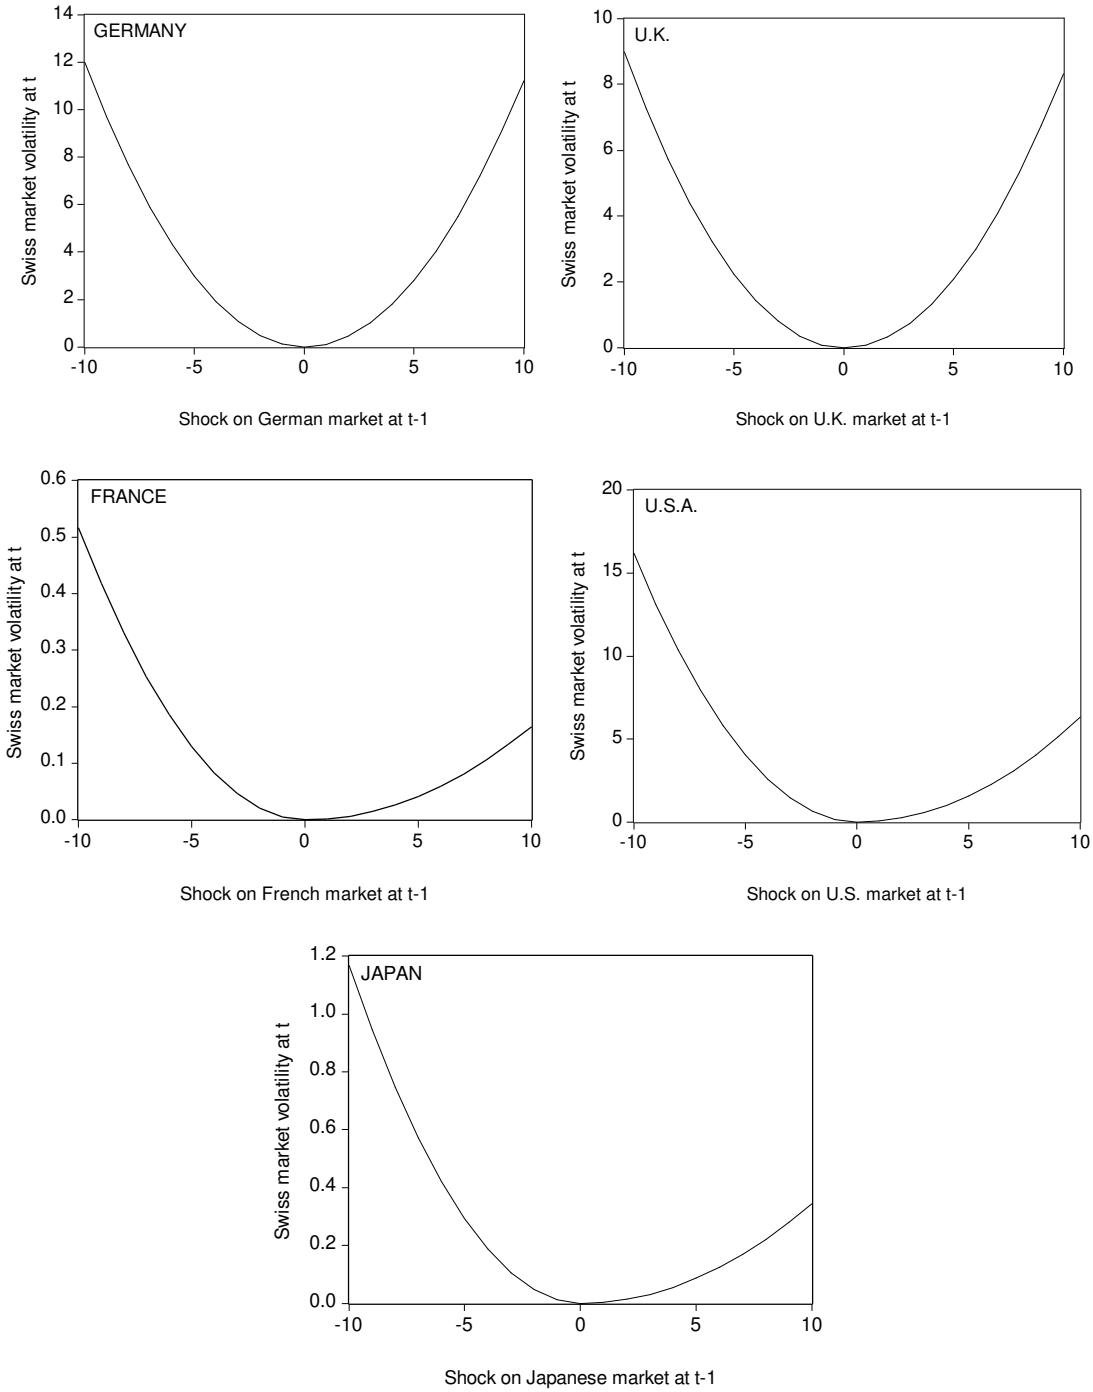 GERMANY
Swiss market volatility at t
14
12
10
8
6
4
2
0
-10 -5 0 5 10
Shock on German market at t-1
U.K.
Swiss market volatility at t
10
8
6
4
2
0
-10 -5 0 5 10
Shock on U.K. market at t-1
FRANCE
Swiss market volatility at t
0.6
0.5
0.4
0.3
0.2
0.1
0.0
-10 -5 0 5 10
Shock on French market at t-1
U.S.A.
Swiss market volatility at t
20
15
10
5
0
-10 -5 0 5 10
Shock on U.S. market at t-1
JAPAN
Swiss market volatility at t
1.2
1.0
0.8
0.6
0.4
0.2
0.0
-10 -5 0 5 10
Shock on Japanese market at t-1